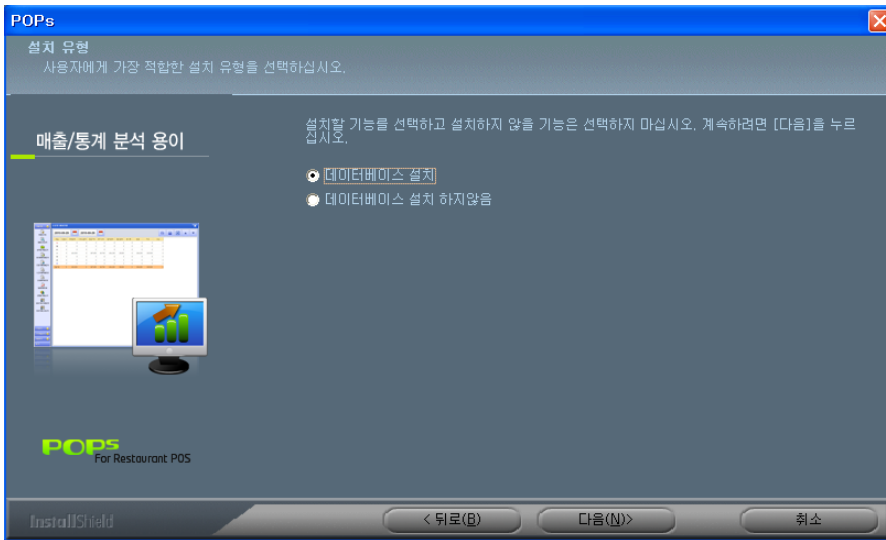 POPs
설치 유형
사용자에게 가장 적합한 설치 유형을 선택하십시오.
매출/통계 분석 용이
설치할 기능를 선택하고 설치하지 않을 기능은 선택하지 마십시오. 계속하려면 [다음]을 누르
십시오.
데이터베이스 설치
데이터베이스 설치 하지않음
POPs
For Restaurant POS
InstallShield
< 뒤로(B)
다음(N)>
취소